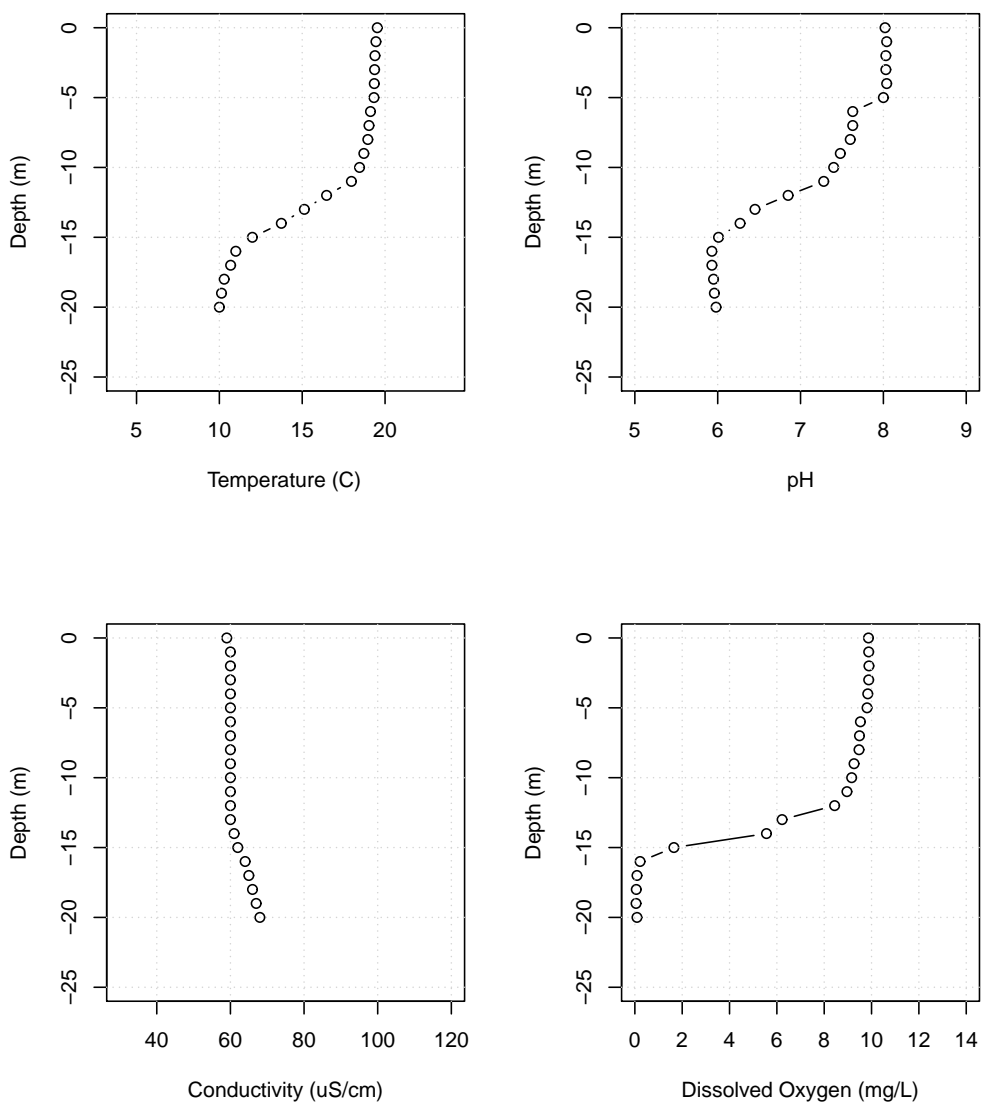 0
−5
−10
−15
−20
−25
Depth (m)
5 10 15 20
Temperature (C)
0
−5
−10
−15
−20
−25
Depth (m)
5 6 7 8 9
pH
0
−5
−10
−15
−20
−25
Depth (m)
40 60 80 100 120
Conductivity (uS/cm)
0
−5
−10
−15
−20
−25
Depth (m)
0 2 4 6 8 10 12 14
Dissolved Oxygen (mg/L)